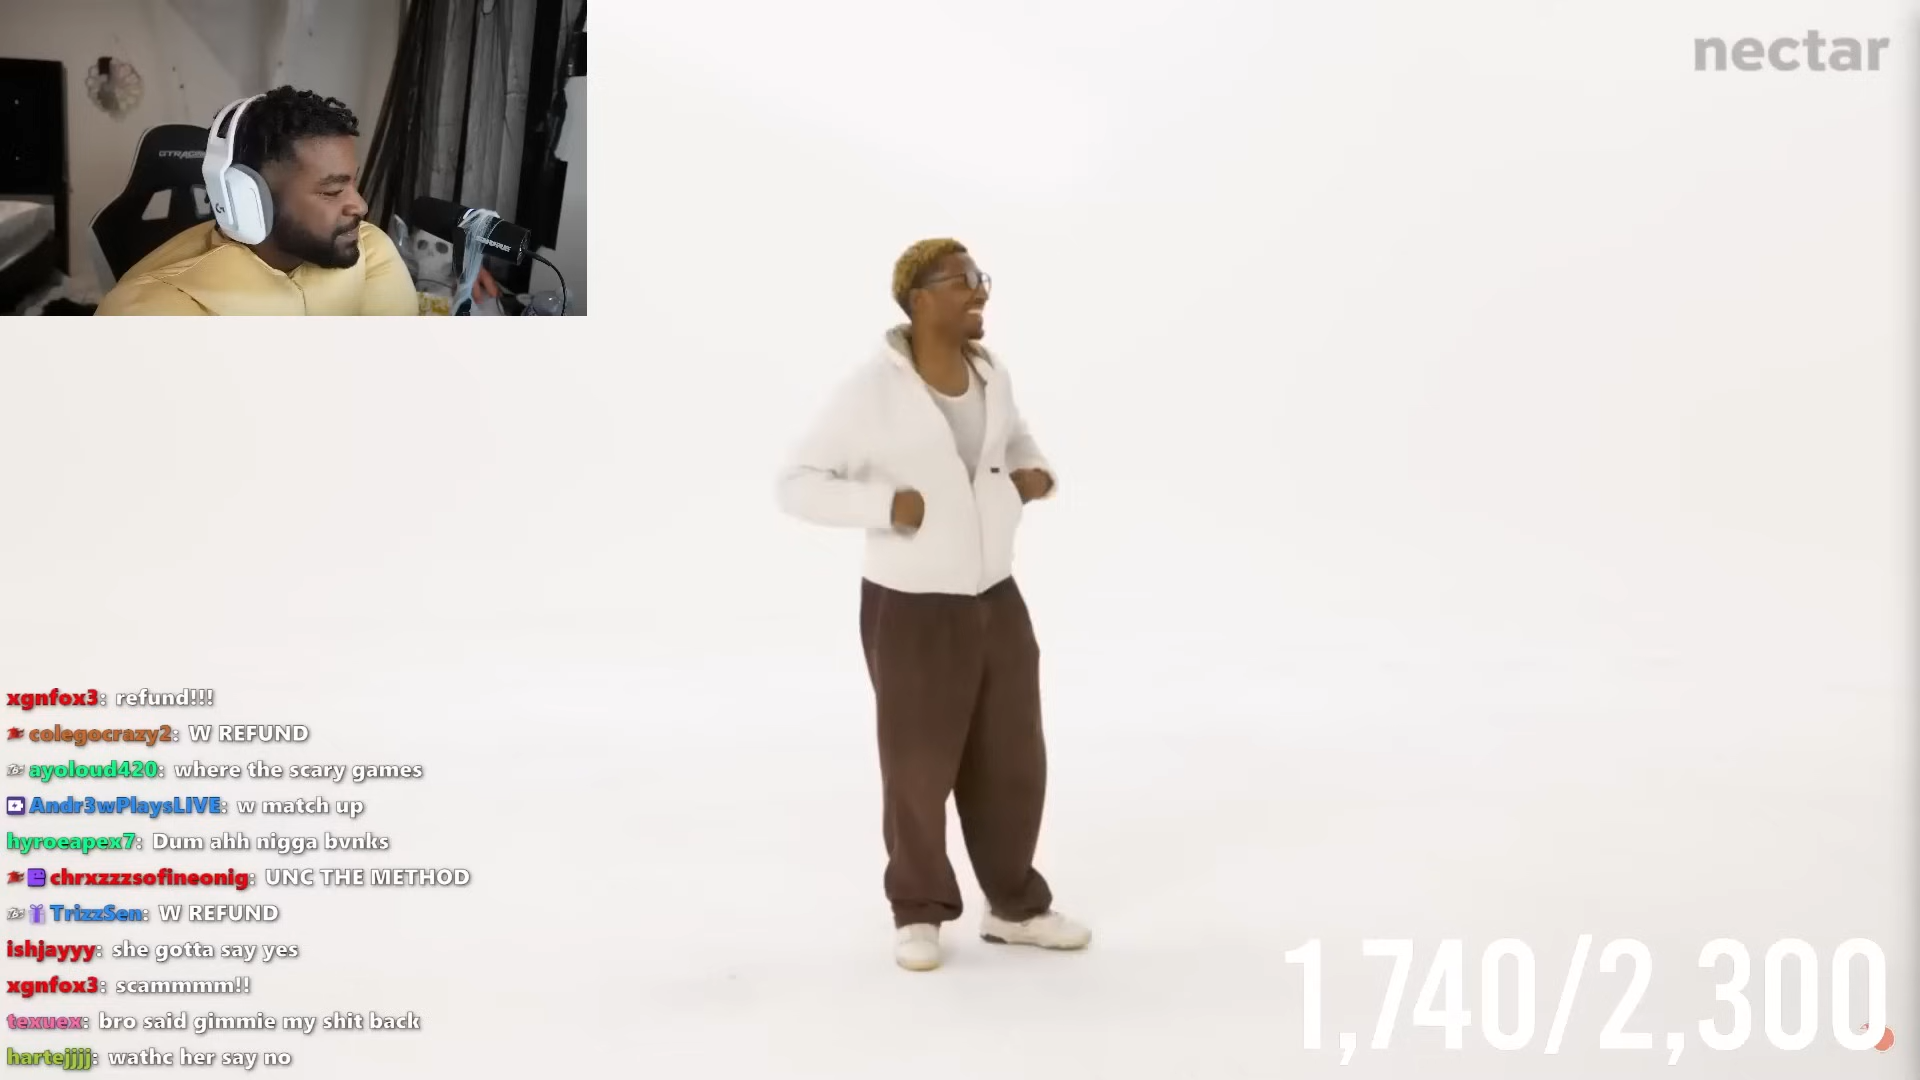 nectar
GTRACING
xgnfox3: refund!!!
colegocrazy2: W REFUND
ayoloud420: where the scary games
Andr3wPlaysLIVE: w match up
hyroeapex7: Dum ahh nigga bvnks
chrxzzzsofineonig: UNC THE METHOD
TrizzSen: W REFUND
ishjayyy: she gotta say yes
xgnfox3: scammmm!!
texuex: bro said gimmie my shit back
hartejjjj: wathc her say no
1,740/2,300